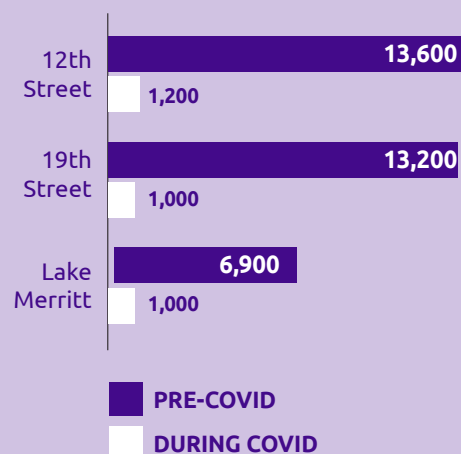 13,600
12th
Street
1,200
13,200
19th
Street
1,000
6,900
Lake
Merritt
1,000
PRE-COVID
DURING COVID